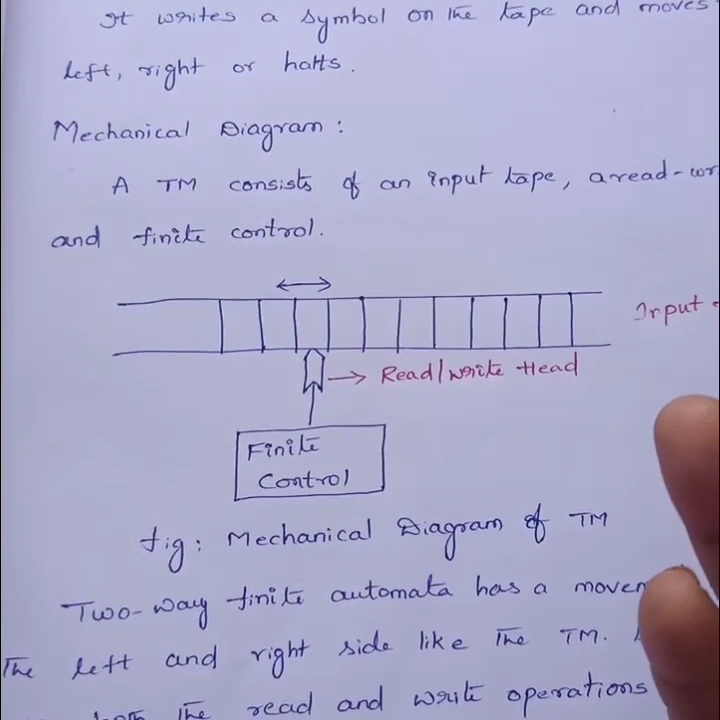 It writes a symbol on the tape and moves
left, right or halts.
Mechanical Diagram:
A TM consists of an input tape, a read-wr
and finite control.
Input
Read/Write Head
Finite
Control
fig: Mechanical Diagram of TM
Two-way finite automata has a movem
The left and right side like the TM.
the read and write operations